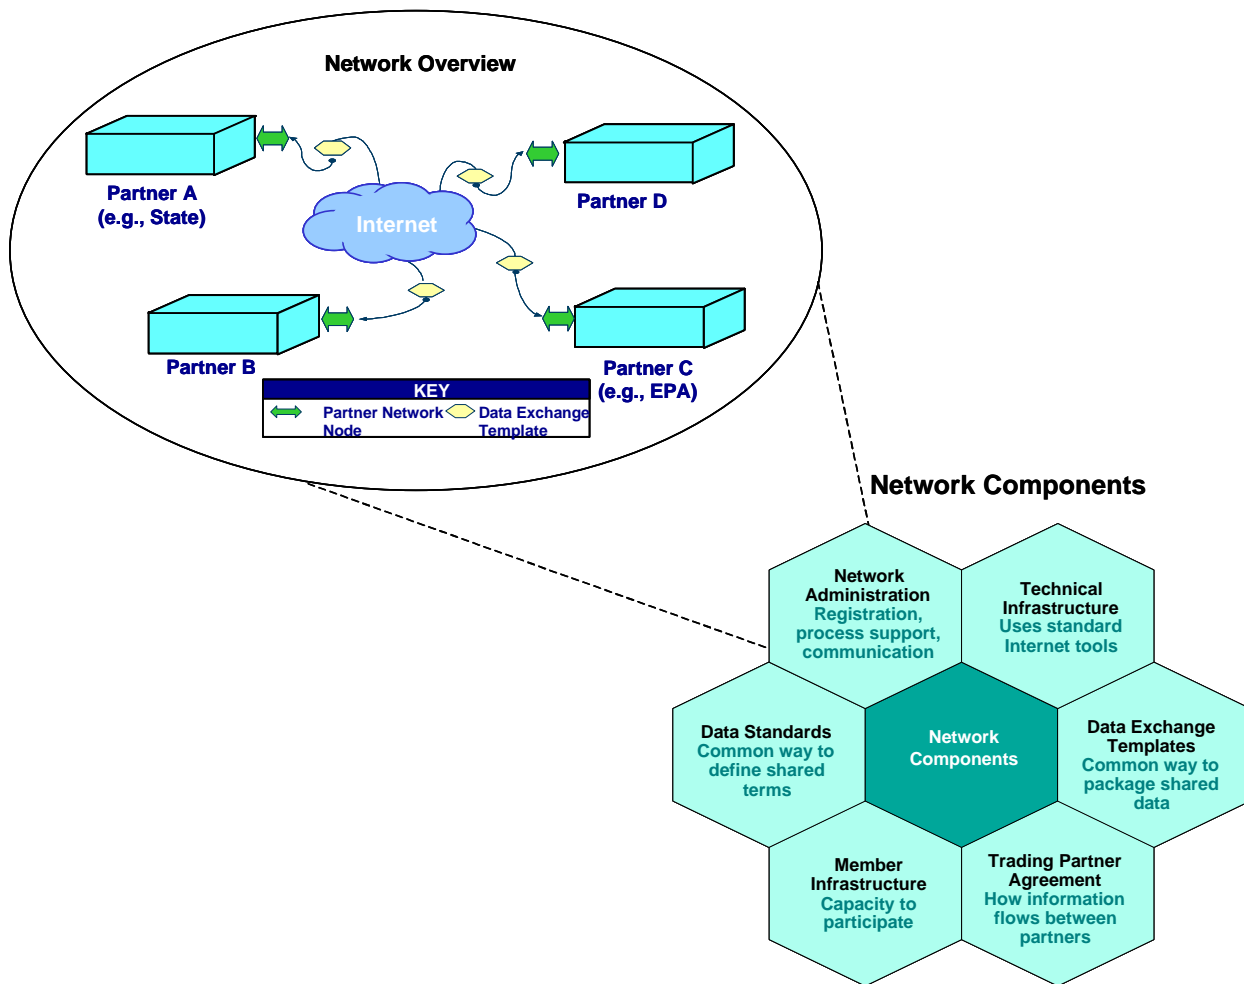 Network Overview
Partner A
(e.g., State)
Partner D
Internet
Partner B
Partner C
(e.g., EPA)
KEY
Partner Network
Node
Data Exchange
Template
Network Components
Network
Administration
Registration,
process support,
communication
Technical
Infrastructure
Uses standard
Internet tools
Data Standards
Common way to
define shared
terms
Network
Components
Data Exchange
Templates
Common way to
package shared
data
Member
Infrastructure
Capacity to
participate
Trading Partner
Agreement
How information
flows between
partners